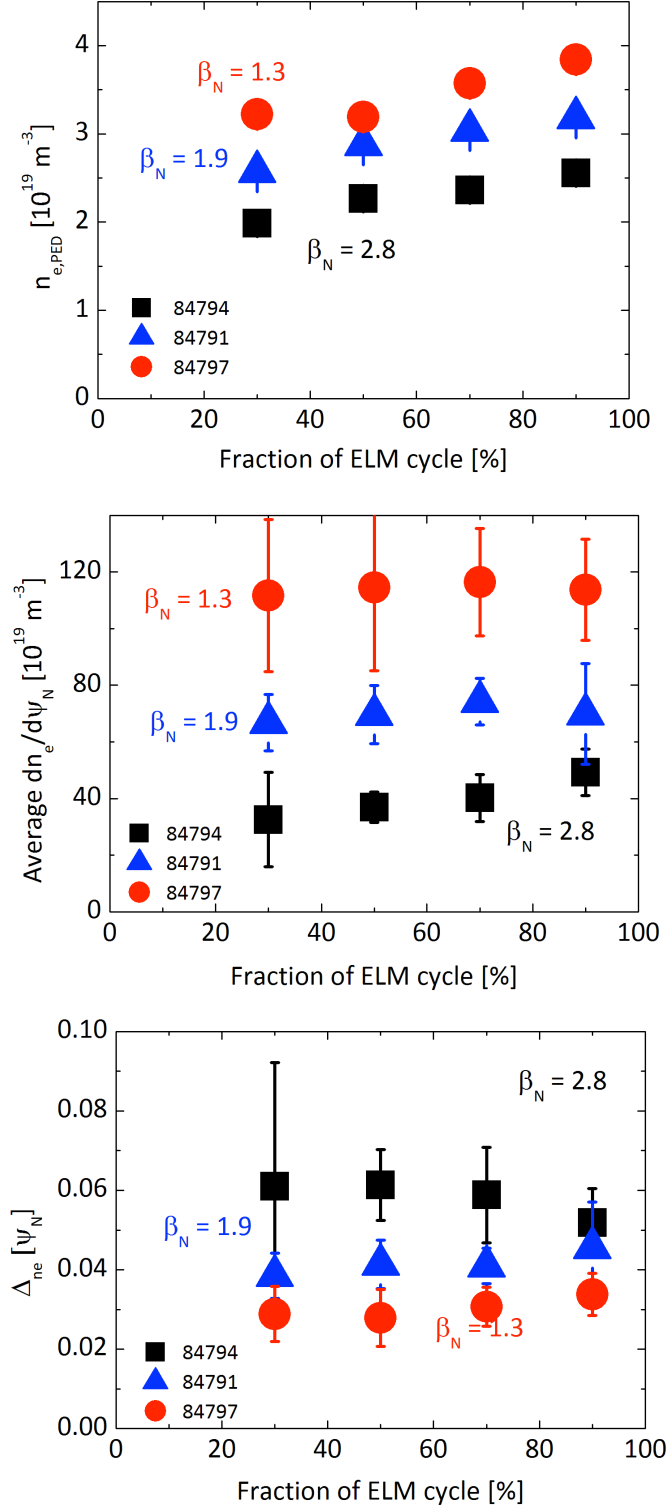 4
3
2
1
0
n_e,PED [10^19 m^-3]
β_N = 1.3
β_N = 1.9
β_N = 2.8
84794
84791
84797
0 20 40 60 80 100
Fraction of ELM cycle [%]
120
80
40
0
Average dn_e/dψ_N [10^19 m^-3]
β_N = 1.3
β_N = 1.9
β_N = 2.8
84794
84791
84797
0 20 40 60 80 100
Fraction of ELM cycle [%]
0.10
0.08
0.06
0.04
0.02
0.00
Δ_ne [ψ_N]
β_N = 2.8
β_N = 1.9
β_N = 1.3
84794
84791
84797
0 20 40 60 80 100
Fraction of ELM cycle [%]